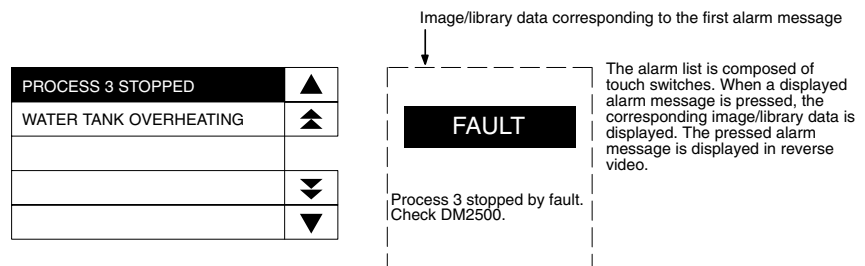 Image/library data corresponding to the first alarm message
PROCESS 3 STOPPED
WATER TANK OVERHEATING
FAULT
Process 3 stopped by fault.
Check DM2500.
The alarm list is composed of
touch switches. When a displayed
alarm message is pressed, the
corresponding image/library data is
displayed. The pressed alarm
message is displayed in reverse
video.